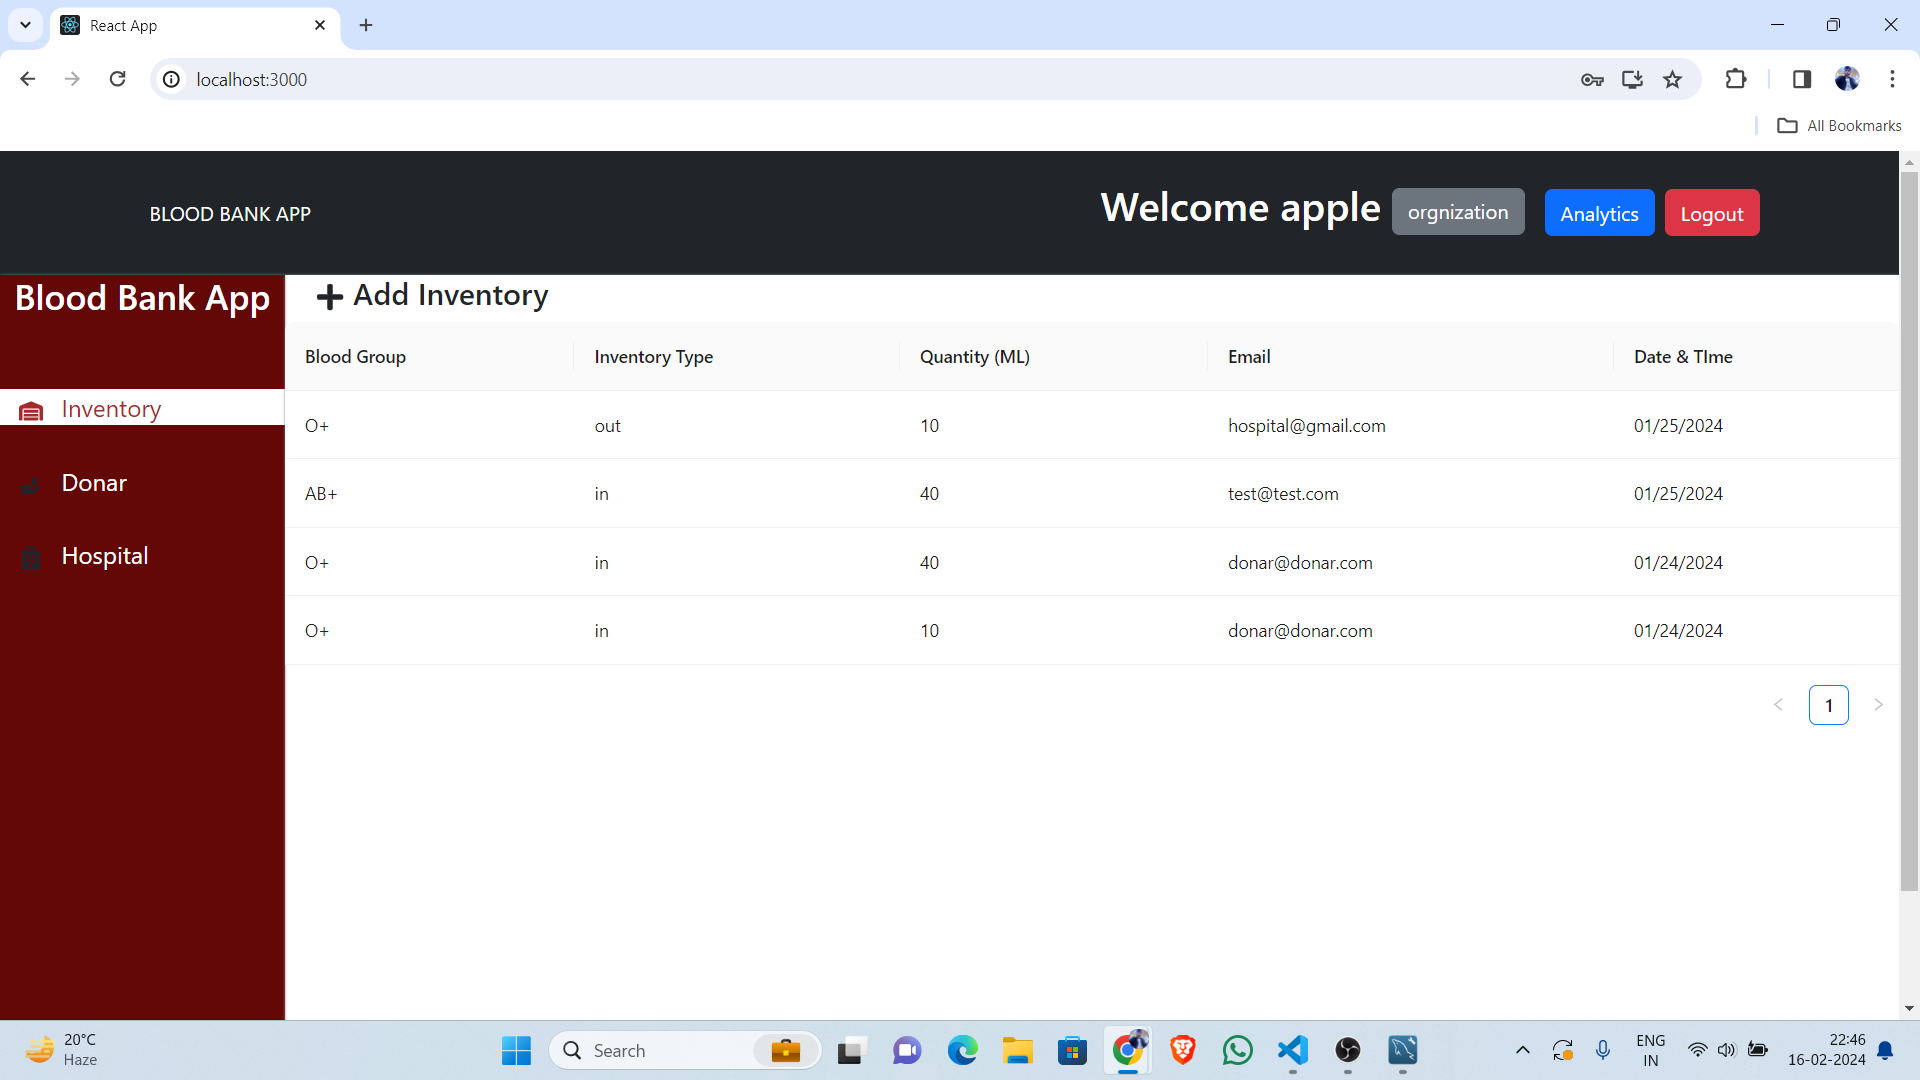 React App
localhost:3000
All Bookmarks
BLOOD BANK APP
Welcome apple orgnization Analytics Logout
Blood Bank App
Inventory
Donar
Hospital
Add Inventory
Blood Group Inventory Type Quantity (ML) Email Date & TIme
O+ out 10 hospital@gmail.com 01/25/2024
AB+ in 40 test@test.com 01/25/2024
O+ in 40 donar@donar.com 01/24/2024
O+ in 10 donar@donar.com 01/24/2024
1
20°C
Haze
Search
ENG
IN
22:46
16-02-2024